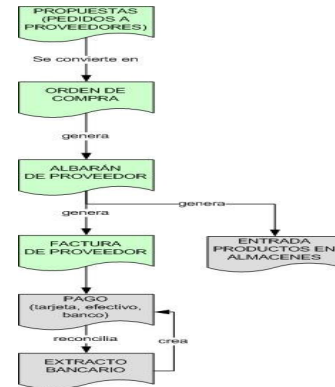 PROPUESTAS
(PEDIDOS A
PROVEEDORES)
Se convierte en
ORDEN DE
COMPRA
genera
ALBARÁN
DE PROVEEDOR
genera
genera
FACTURA
DE PROVEEDOR
ENTRADA
PRODUCTOS EN
ALMACENES
PAGO
(tarjeta, efectivo,
banco)
reconcilia
crea
EXTRACTO
BANCARIO